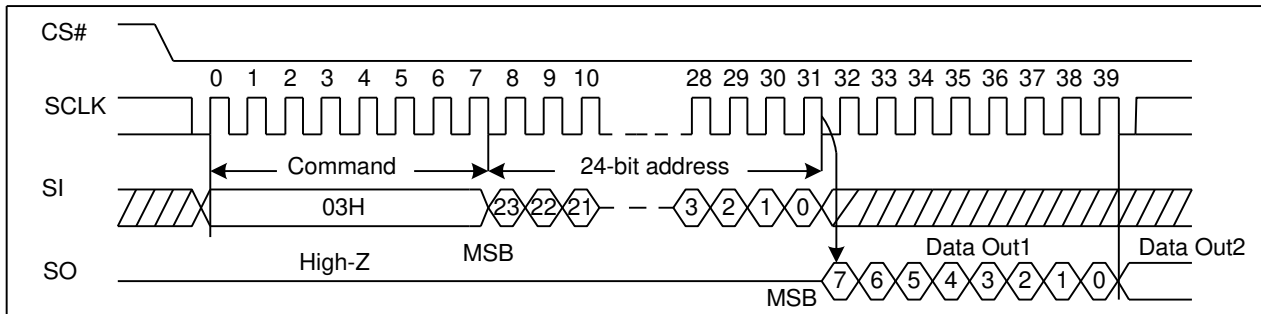 CS#
0 1 2 3 4 5 6 7 8 9 10 28 29 30 31 32 33 34 35 36 37 38 39
SCLK
Command 24-bit address
SI
03H 23 22 21 3 2 1 0
MSB Data Out1 Data Out2
High-Z
SO
7 6 5 4 3 2 1 0
MSB